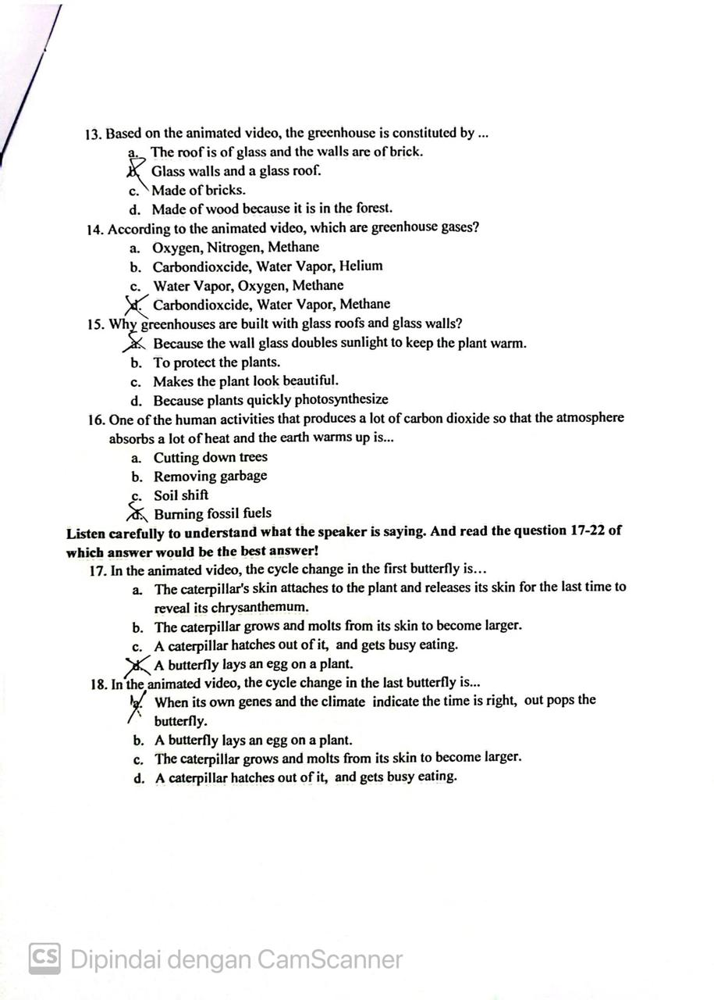 13. Based on the animated video, the greenhouse is constituted by ...
a. The roof is of glass and the walls are of brick.
b. Glass walls and a glass roof.
c. Made of bricks.
d. Made of wood because it is in the forest.
14. According to the animated video, which are greenhouse gases?
a. Oxygen, Nitrogen, Methane
b. Carbondioxcide, Water Vapor, Helium
c. Water Vapor, Oxygen, Methane
d. Carbondioxcide, Water Vapor, Methane
15. Why greenhouses are built with glass roofs and glass walls?
a. Because the wall glass doubles sunlight to keep the plant warm.
b. To protect the plants.
c. Makes the plant look beautiful.
d. Because plants quickly photosynthesize
16. One of the human activities that produces a lot of carbon dioxide so that the atmosphere
absorbs a lot of heat and the earth warms up is...
a. Cutting down trees
b. Removing garbage
c. Soil shift
d. Burning fossil fuels
Listen carefully to understand what the speaker is saying. And read the question 17-22 of
which answer would be the best answer!
17. In the animated video, the cycle change in the first butterfly is...
a. The caterpillar's skin attaches to the plant and releases its skin for the last time to
reveal its chrysanthemum.
b. The caterpillar grows and molts from its skin to become larger.
c. A caterpillar hatches out of it, and gets busy eating.
d. A butterfly lays an egg on a plant.
18. In the animated video, the cycle change in the last butterfly is...
a. When its own genes and the climate indicate the time is right, out pops the
butterfly.
b. A butterfly lays an egg on a plant.
c. The caterpillar grows and molts from its skin to become larger.
d. A caterpillar hatches out of it, and gets busy eating.
CS Dipindai dengan CamScanner